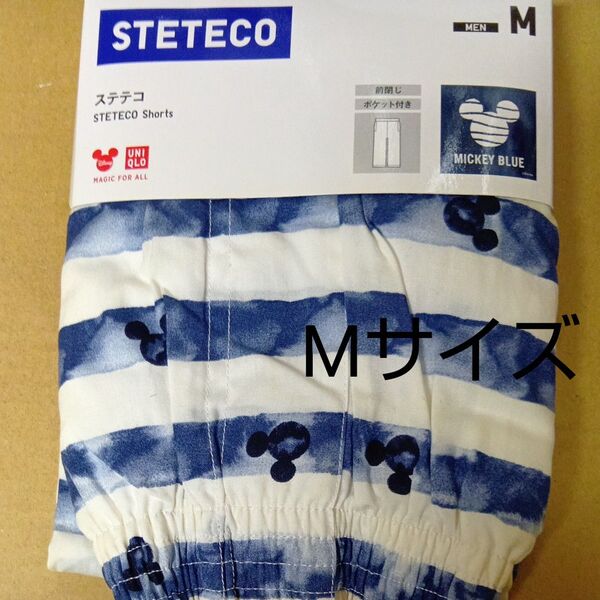 STETECO
MEN M
ステテコ
STETECO Shorts
前閉じ
ポケット付き
Disney
UNI
QLO
MAGIC FOR ALL
MICKEY BLUE
Mサイズ